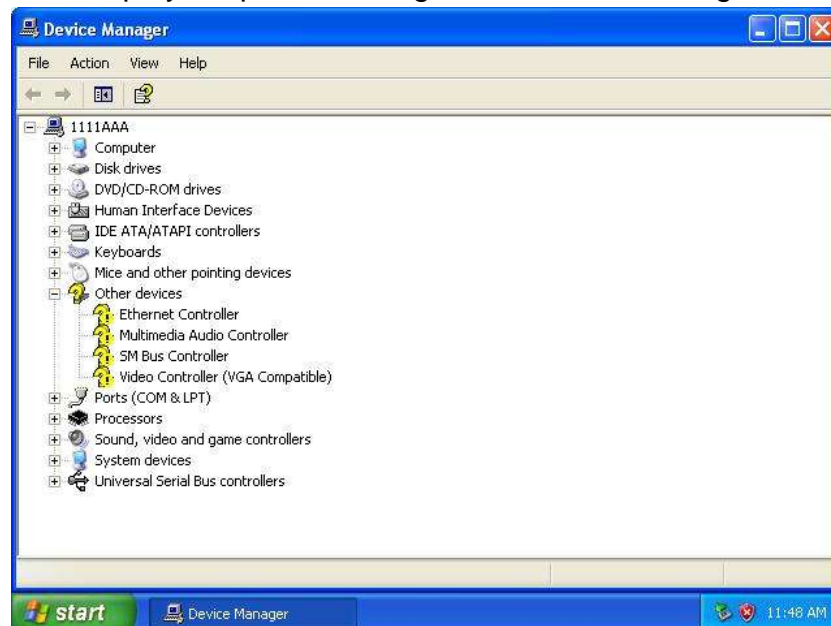 Device Manager
File Action View Help
1111AAA
Computer
Disk drives
DVD/CD-ROM drives
Human Interface Devices
IDE ATA/ATAPI controllers
Keyboards
Mice and other pointing devices
Other devices
Ethernet Controller
Multimedia Audio Controller
SM Bus Controller
Video Controller (VGA Compatible)
Ports (COM & LPT)
Processors
Sound, video and game controllers
System devices
Universal Serial Bus controllers
start Device Manager 11:48 AM